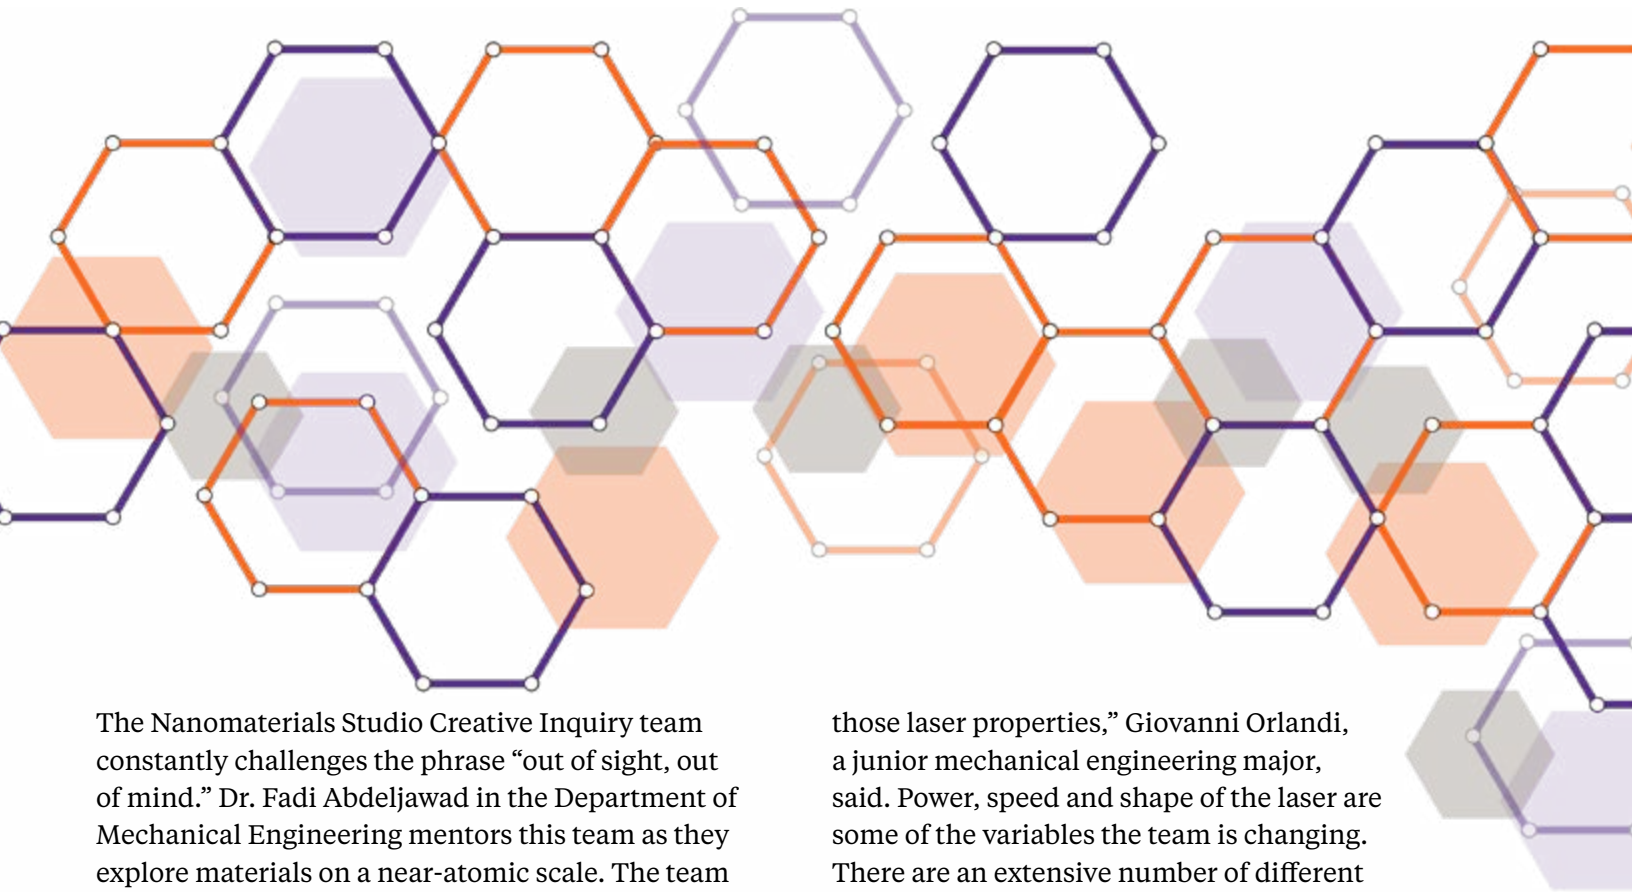 The Nanomaterials Studio Creative Inquiry team
constantly challenges the phrase “out of sight, out
of mind.” Dr. Fadi Abdeljawad in the Department of
Mechanical Engineering mentors this team as they
explore materials on a near-atomic scale. The team
those laser properties,” Giovanni Orlandi,
a junior mechanical engineering major,
said. Power, speed and shape of the laser are
some of the variables the team is changing.
There are an extensive number of different